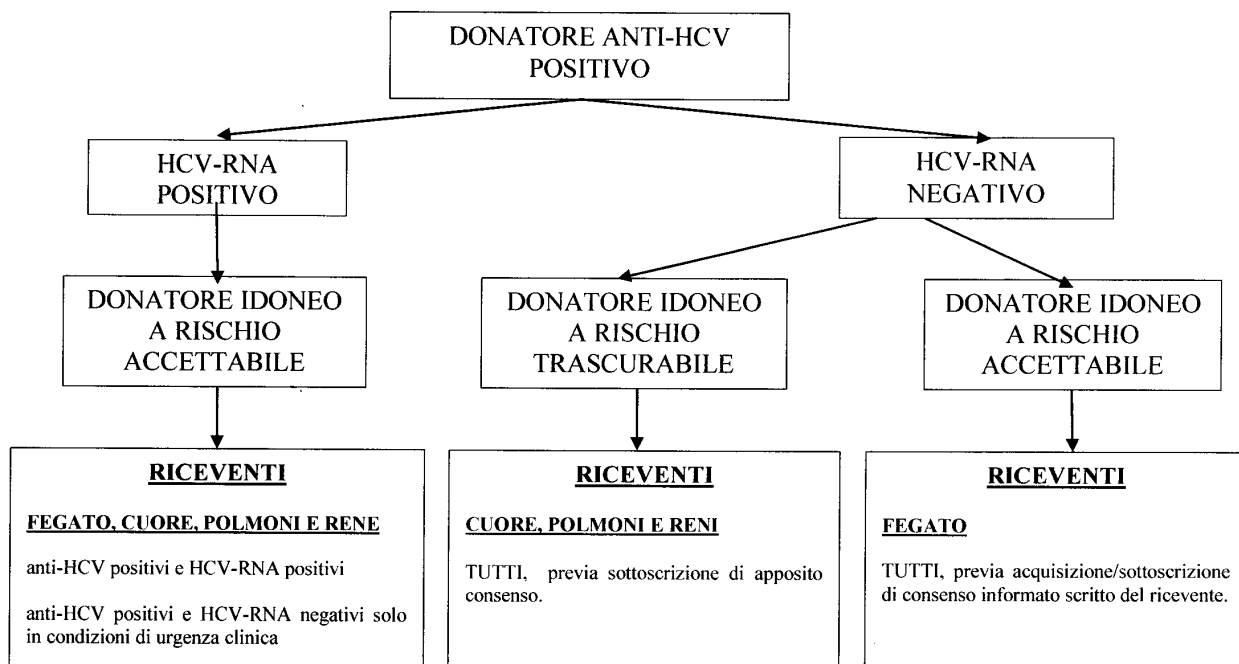 DONATORE ANTI-HCV
POSITIVO
HCV-RNA
POSITIVO
HCV-RNA
NEGATIVO
DONATORE IDONEO
A RISCHIO
ACCETTABILE
DONATORE IDONEO
A RISCHIO
TRASCURABILE
DONATORE IDONEO
A RISCHIO
ACCETTABILE
RICEVENTI
FEGATO, CUORE, POLMONI E RENE
anti-HCV positivi e HCV-RNA positivi
anti-HCV positivi e HCV-RNA negativi solo
in condizioni di urgenza clinica
RICEVENTI
CUORE, POLMONI E RENI
TUTTI, previa sottoscrizione di apposito
consenso.
RICEVENTI
FEGATO
TUTTI, previa acquisizione/sottoscrizione
di consenso informato scritto del ricevente.